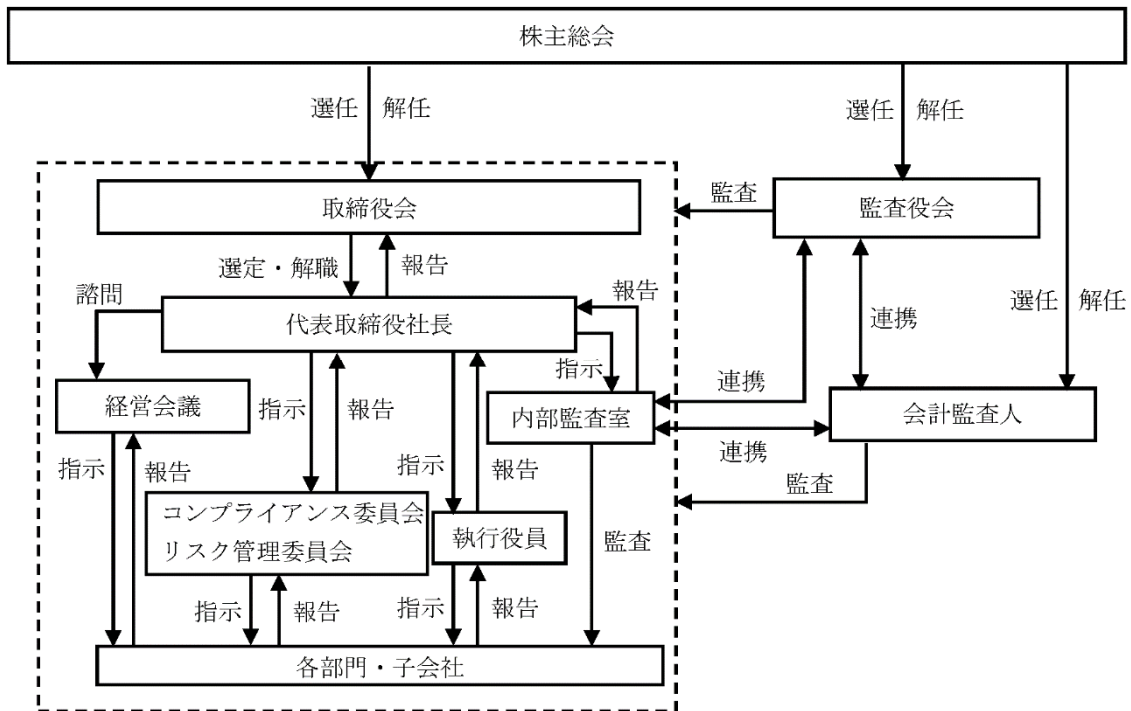 株主総会
選任 解任
選任 解任
監査
取締役会
監査役会
選定・解職
報告
諮問
報告
選任 解任
代表取締役社長
連携
指示
連携
経営会議
指示
報告
内部監査室
会計監査人
連携
指示
報告
指示
報告
監査
コンプライアンス委員会
リスク管理委員会
執行役員
監査
指示
報告
指示
報告
各部門・子会社